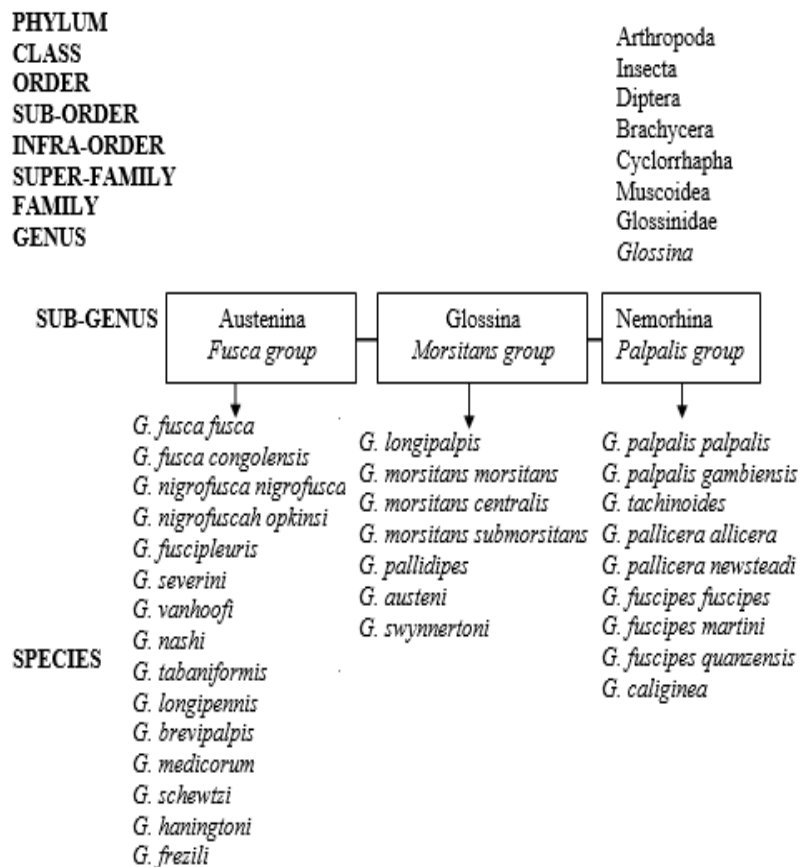 PHYLUM
CLASS
ORDER
SUB-ORDER
INFRA-ORDER
SUPER-FAMILY
FAMILY
GENUS
Arthropoda
Insecta
Diptera
Brachycera
Cyclorrhapha
Muscoidea
Glossinidae
Glossina
SUB-GENUS
Austenina
Fusca group
Glossina
Morsitans group
Nemorhina
Palpalis group
SPECIES
G. fusca fusca
G. fusca congolensis
G. nigrofusca nigrofusca
G. nigrofuscah opkinsi
G. fuscipleuris
G. severini
G. vanhoofi
G. nashi
G. tabaniformis
G. longipennis
G. brevipalpis
G. medicorum
G. schewtzi
G. haningtoni
G. frezili
G. longipalpis
G. morsitans morsitans
G. morsitans centralis
G. morsitans submorsitans
G. pallidipes
G. austeni
G. swynnertoni
G. palpalis palpalis
G. palpalis gambiensis
G. tachinoides
G. pallicera allicera
G. pallicera newsteadi
G. fuscipes fuscipes
G. fuscipes martini
G. fuscipes quanzensis
G. caliginea